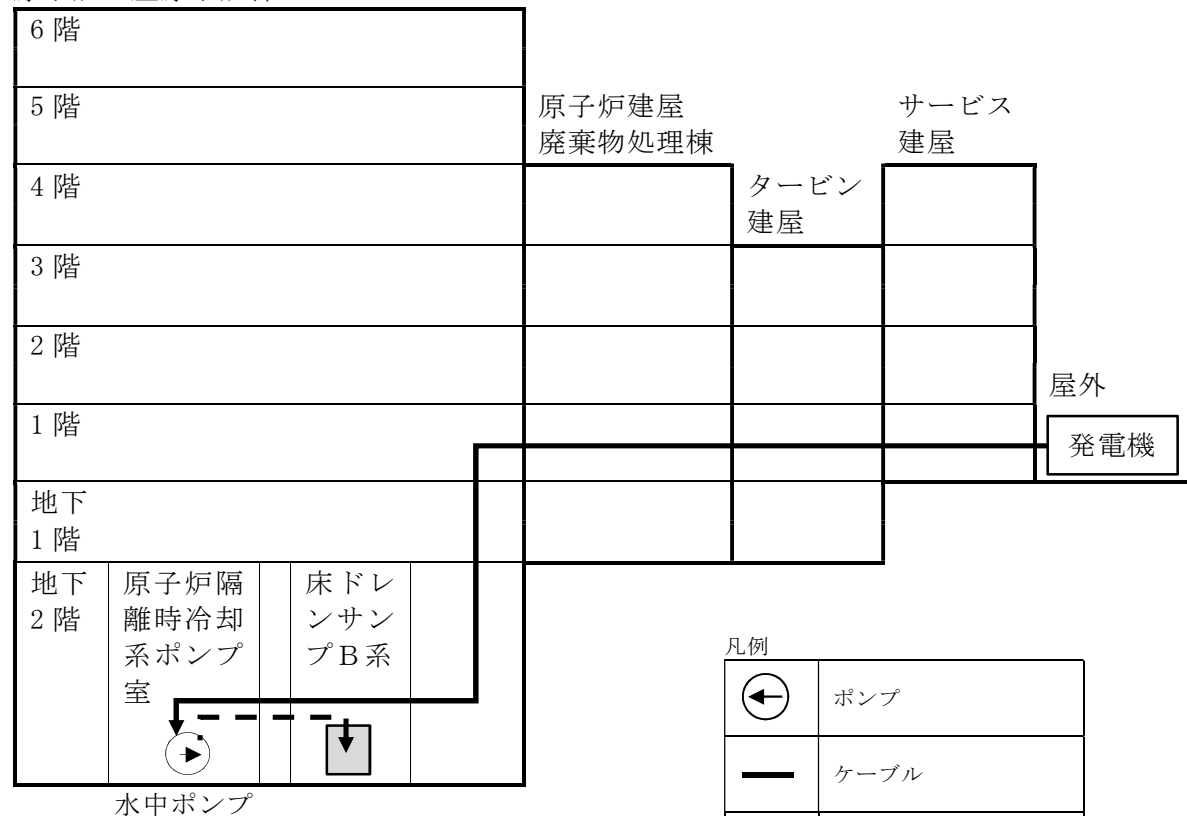 6 階
5 階
原子炉建屋
廃棄物処理棟
サービス
建屋
4 階
タービン
建屋
3 階
2 階
屋外
1 階
発電機
地下
1 階
地下
2 階
原子炉隔
離時冷却
系ポンプ
室
床ドレ
ンサン
プB系
水中ポンプ
凡例
ポンプ
ケーブル